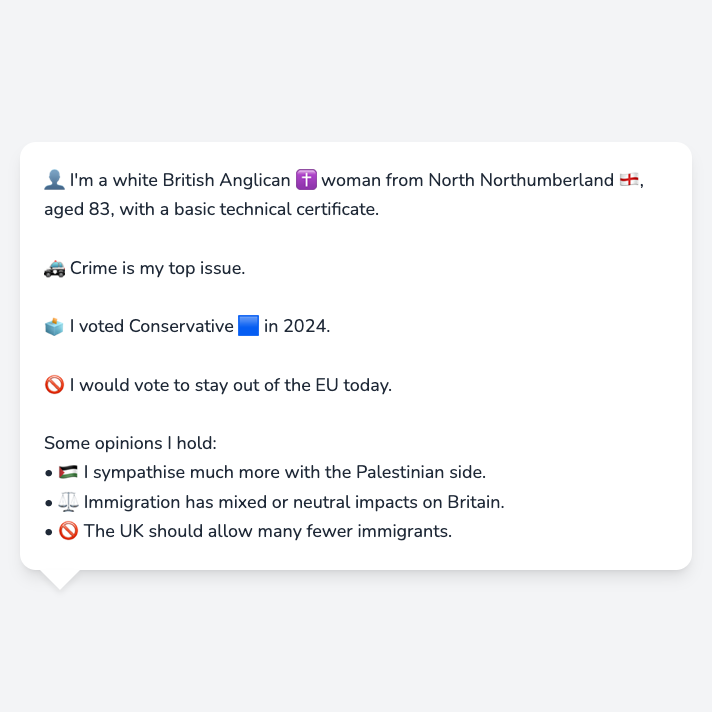 👤 I'm a white British Anglican ✝️ woman from North Northumberland 🏴󠁧󠁢󠁥󠁮󠁧󠁿,
aged 83, with a basic technical certificate.
🚓 Crime is my top issue.
🗳️ I voted Conservative 🟦 in 2024.
🚫 I would vote to stay out of the EU today.
Some opinions I hold:
• 🇵🇸 I sympathise much more with the Palestinian side.
• ⚖️ Immigration has mixed or neutral impacts on Britain.
• 🚫 The UK should allow many fewer immigrants.